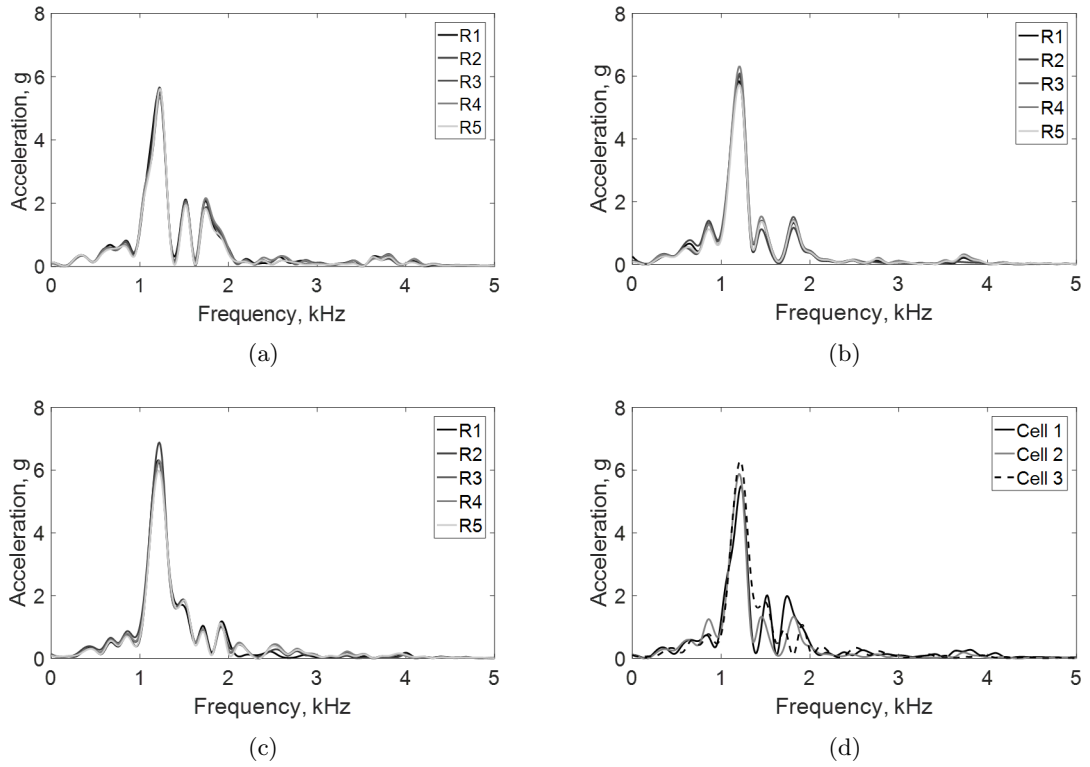 8
6
4
2
0
Acceleration, g
R1
R2
R3
R4
R5
0 1 2 3 4 5
Frequency, kHz
(a)
8
6
4
2
0
Acceleration, g
R1
R2
R3
R4
R5
0 1 2 3 4 5
Frequency, kHz
(b)
8
6
4
2
0
Acceleration, g
R1
R2
R3
R4
R5
0 1 2 3 4 5
Frequency, kHz
(c)
8
6
4
2
0
Acceleration, g
Cell 1
Cell 2
Cell 3
0 1 2 3 4 5
Frequency, kHz
(d)